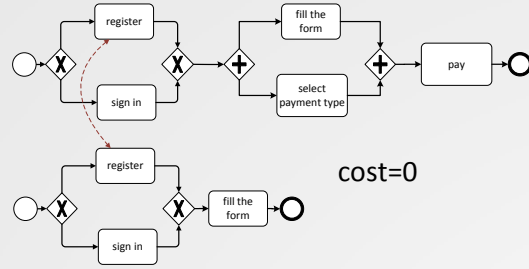 register
sign in
fill the
form
select
payment type
pay
register
sign in
fill the
form
cost=0